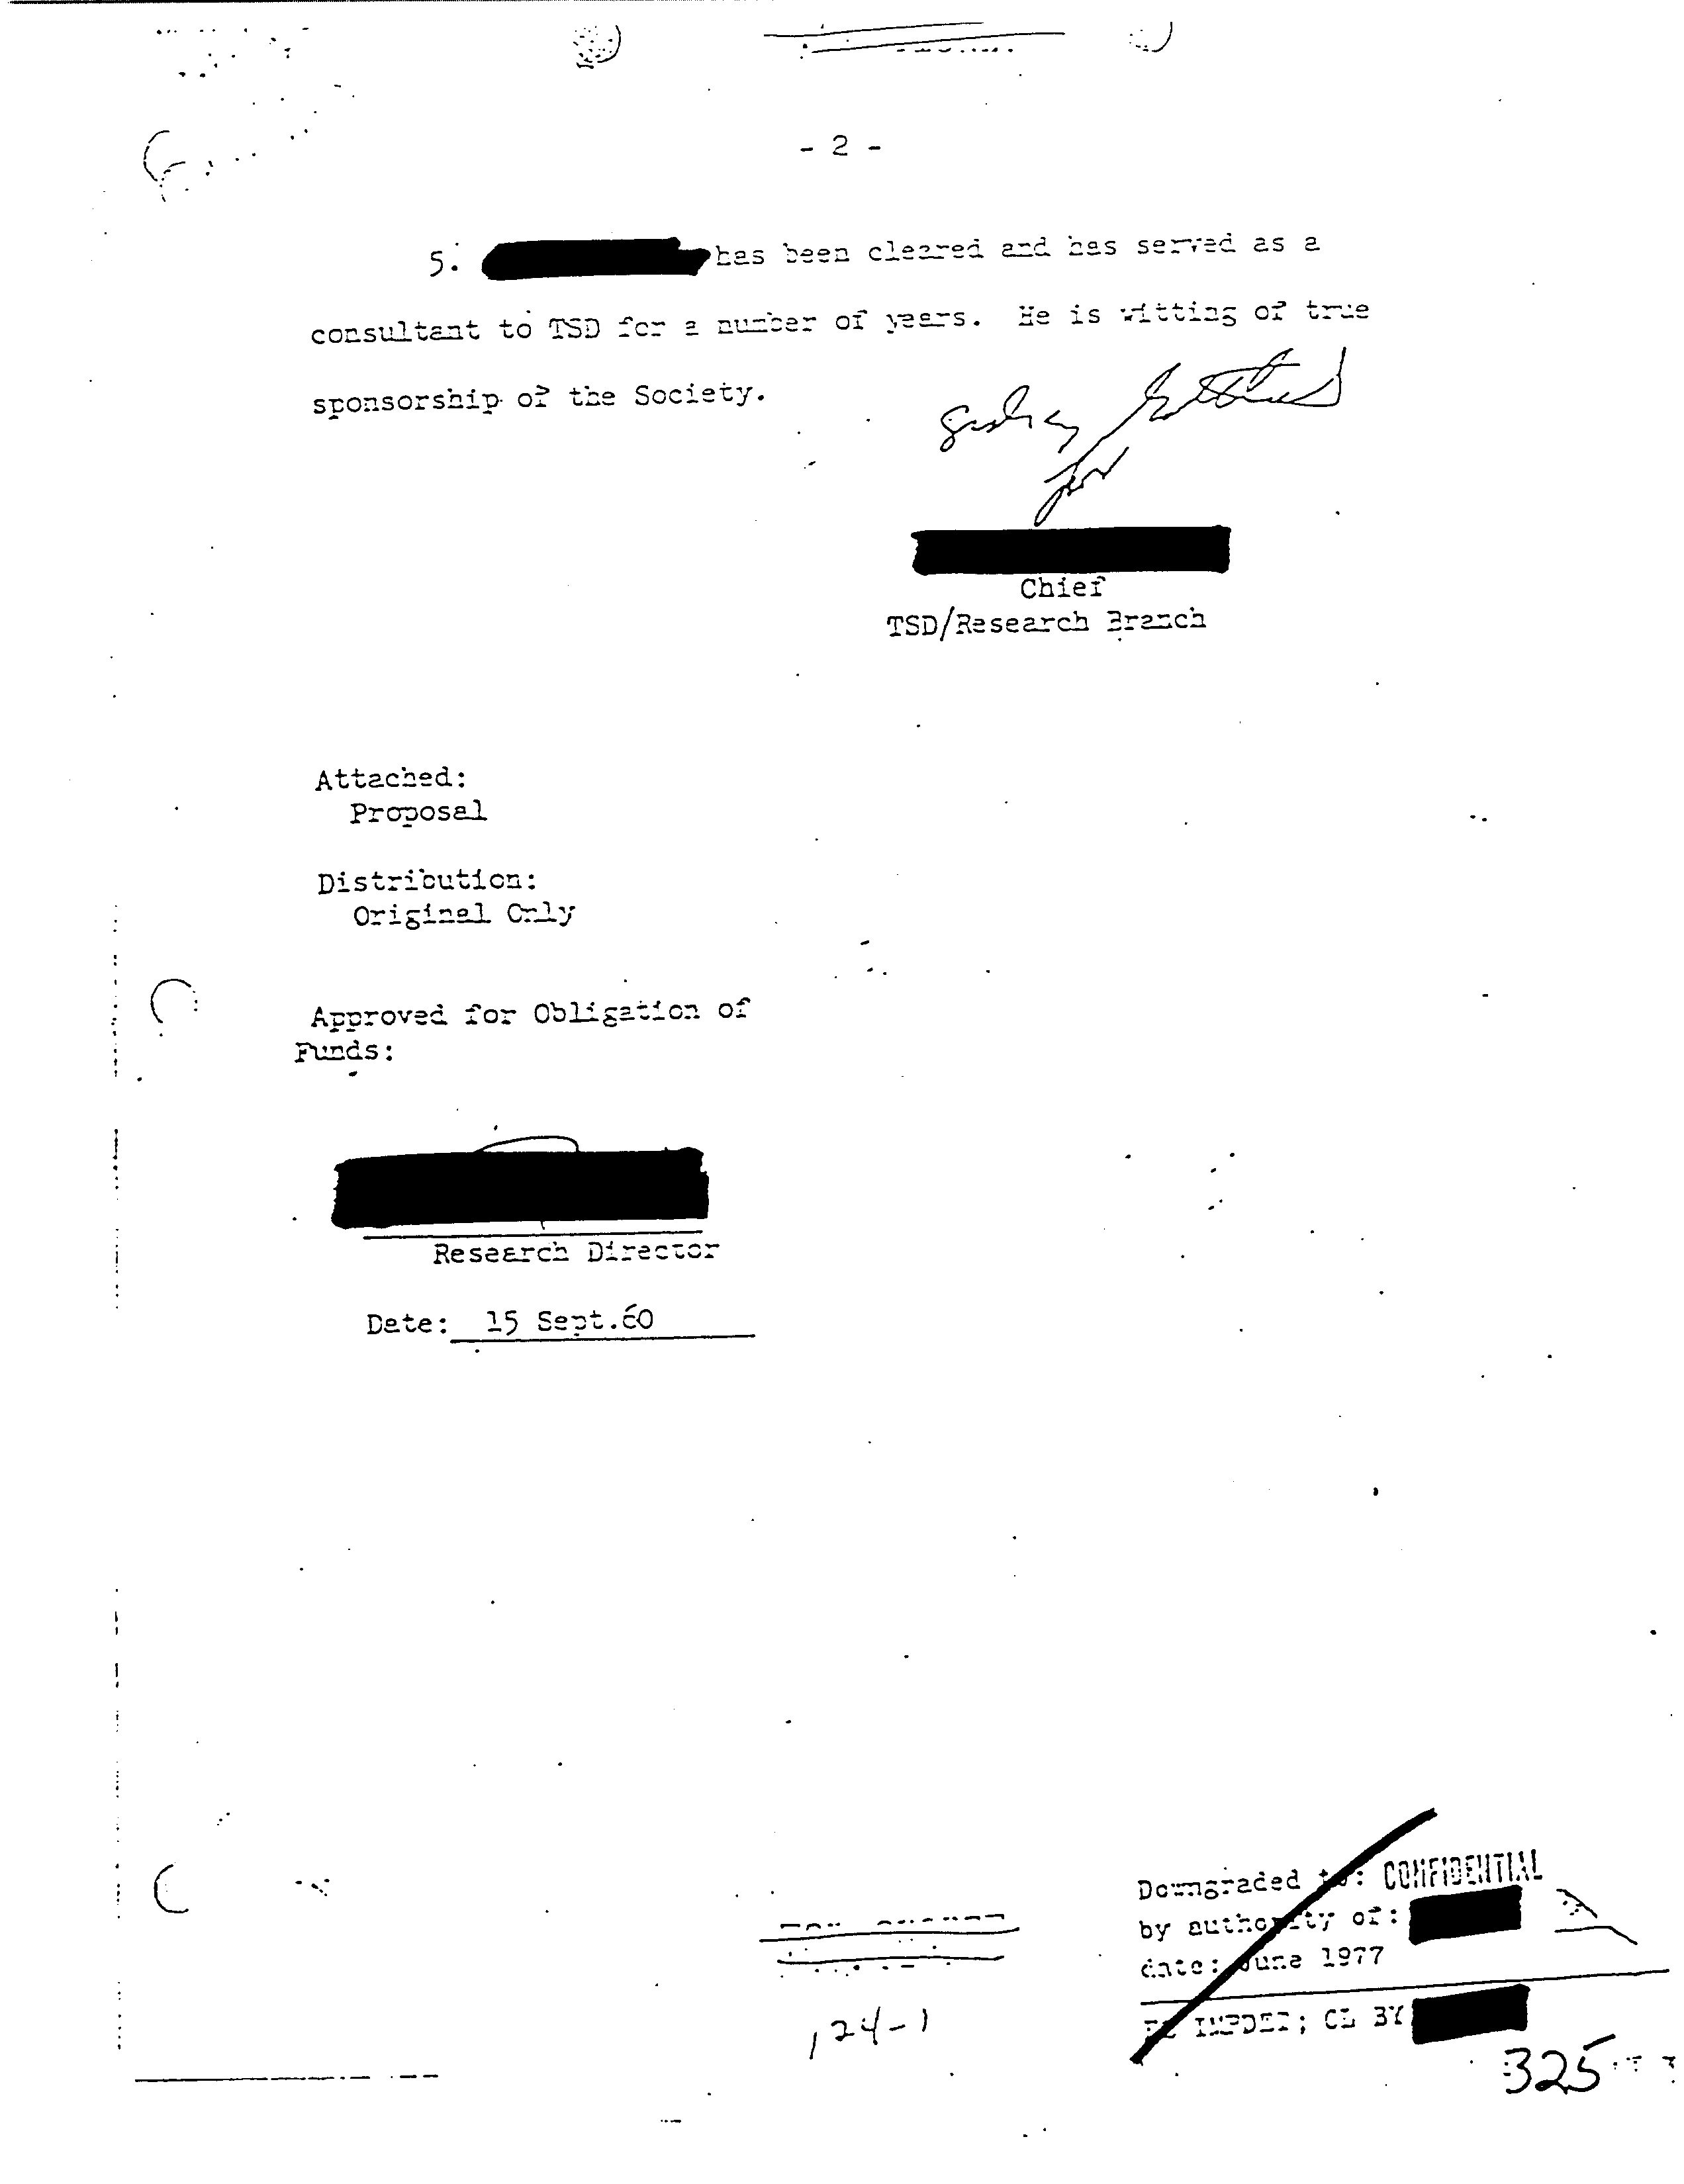 - 2 -
5. has been cleared and has served as a
consultant to TSD for a number of years. He is witting of true
sponsorship of the Society.
Sidney Gottlieb
for
Chief
TSD/Research Branch
Attached:
Proposal
Distribution:
Original Only
Approved for Obligation of
Funds:
Research Director
Date: 15 Sept.60
Downgraded to: CONFIDENTIAL
by authority of:
date: June 1977
E2 IMPDET; CL BY
124-1
325